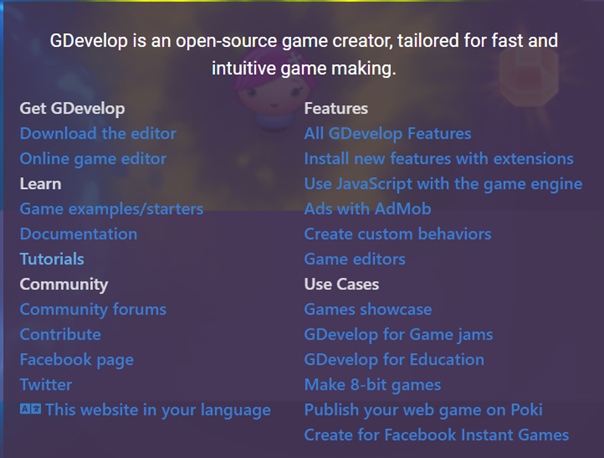 GDevelop is an open-source game creator, tailored for fast and
intuitive game making.
Get GDevelop
Download the editor
Online game editor
Learn
Game examples/starters
Documentation
Tutorials
Community
Community forums
Contribute
Facebook page
Twitter
This website in your language
Features
All GDevelop Features
Install new features with extensions
Use JavaScript with the game engine
Ads with AdMob
Create custom behaviors
Game editors
Use Cases
Games showcase
GDevelop for Game jams
GDevelop for Education
Make 8-bit games
Publish your web game on Poki
Create for Facebook Instant Games